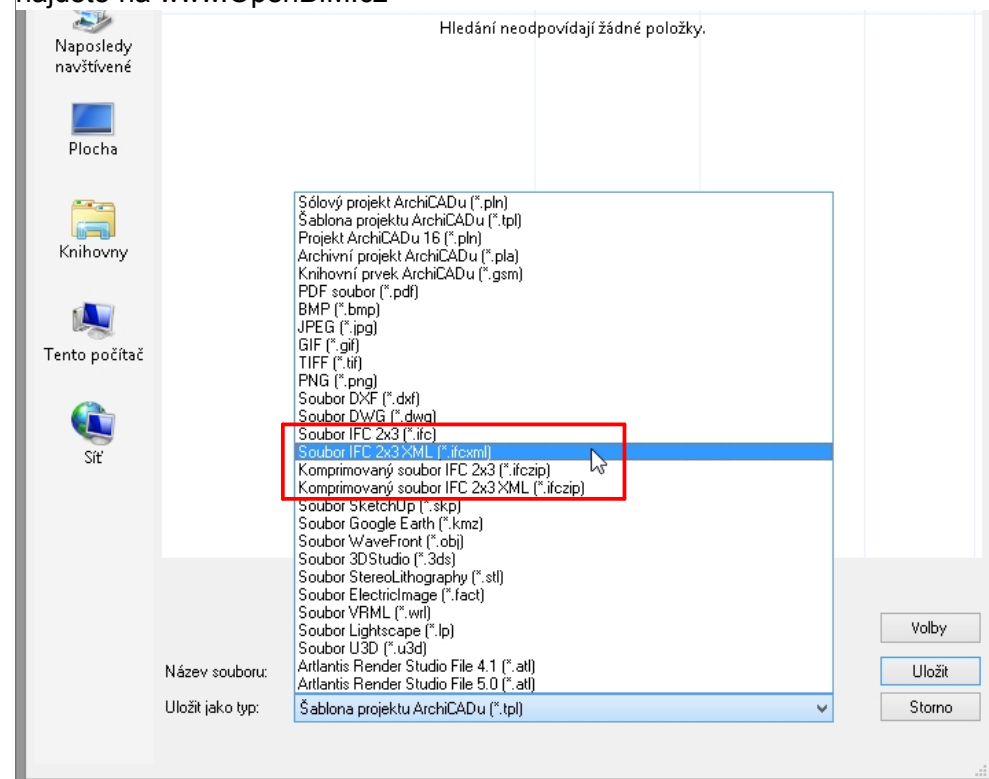 najdete na www.OpenBIM.cz
Hledání neodpovídají žádné položky.
Naposledy
navštívené
Plocha
Knihovny
Tento počítač
Síť
Sólový projekt ArchiCADu (*.pln)
Šablona projektu ArchiCADu (*.tpl)
Projekt ArchiCADu 16 (*.pln)
Archivní projekt ArchiCADu (*.pla)
Knihovní prvek ArchiCADu (*.gsm)
PDF soubor (*.pdf)
BMP (*.bmp)
JPEG (*.jpg)
GIF (*.gif)
TIFF (*.tif)
PNG (*.png)
Soubor DXF (*.dxf)
Soubor DWG (*.dwg)
Soubor IFC 2x3 (*.ifc)
Soubor IFC 2x3 XML (*.ifcxml)
Komprimovaný soubor IFC 2x3 (*.ifczip)
Komprimovaný soubor IFC 2x3 XML (*.ifczip)
Soubor SketchUp (*.skp)
Soubor Google Earth (*.kmz)
Soubor WaveFront (*.obj)
Soubor 3DStudio (*.3ds)
Soubor StereoLithography (*.stl)
Soubor ElectricImage (*.fact)
Soubor VRML (*.wrl)
Soubor Lightscape (*.lp)
Soubor U3D (*.u3d)
Artlantis Render Studio File 4.1 (*.atl)
Artlantis Render Studio File 5.0 (*.atl)
Volby
Název souboru:
Uložit
Uložit jako typ:
Šablona projektu ArchiCADu (*.tpl)
Storno